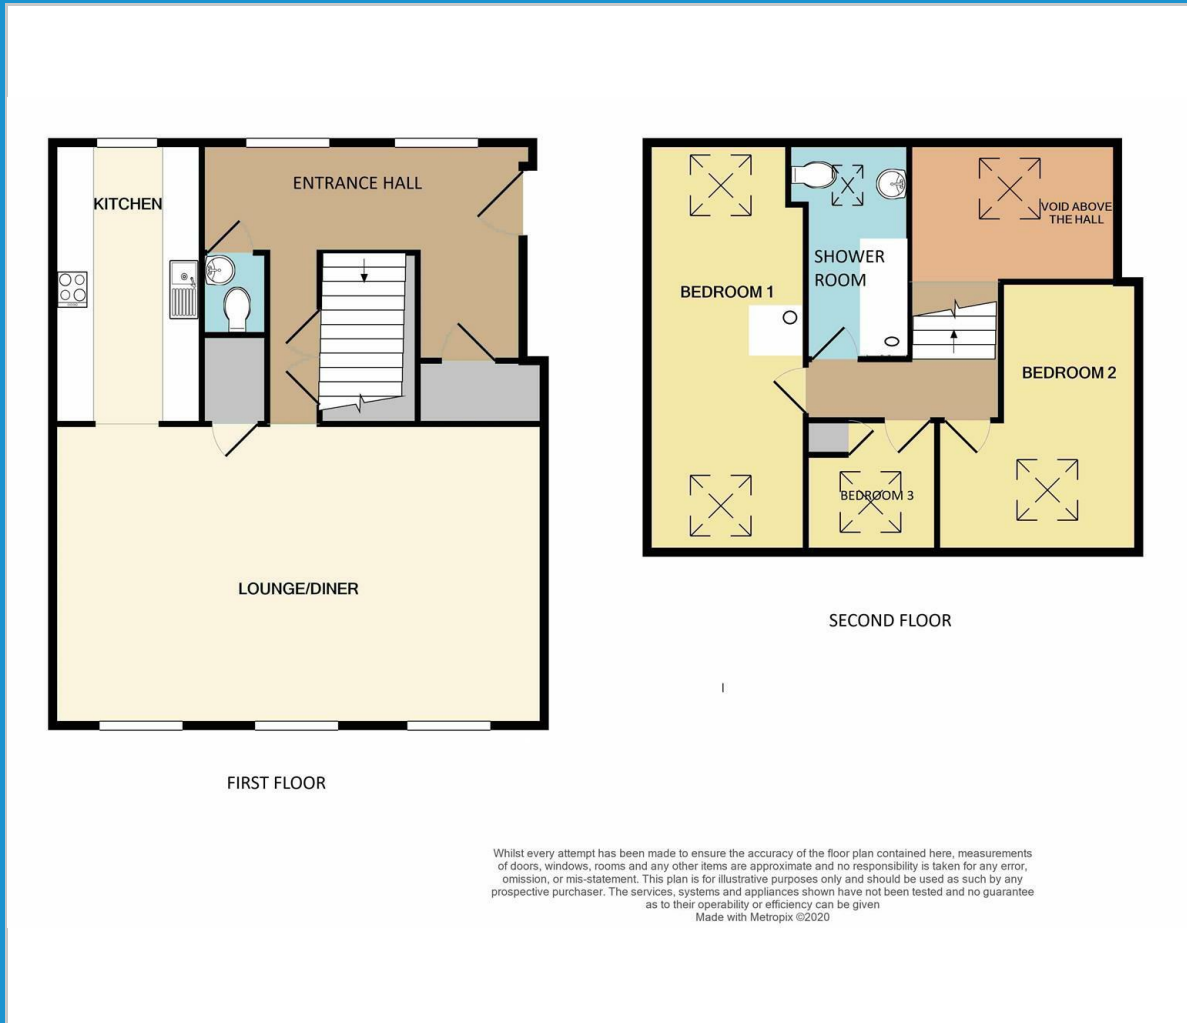 KITCHEN
ENTRANCE HALL
LOUNGE/DINER
FIRST FLOOR
BEDROOM 1
SHOWER
ROOM
VOID ABOVE
THE HALL
BEDROOM 2
BEDROOM 3
SECOND FLOOR
I
Whilst every attempt has been made to ensure the accuracy of the floor plan contained here, measurements
of doors, windows, rooms and any other items are approximate and no responsibility is taken for any error,
omission, or mis-statement. This plan is for illustrative purposes only and should be used as such by any
prospective purchaser. The services, systems and appliances shown have not been tested and no guarantee
as to their operability or efficiency can be given
Made with Metropix ©2020